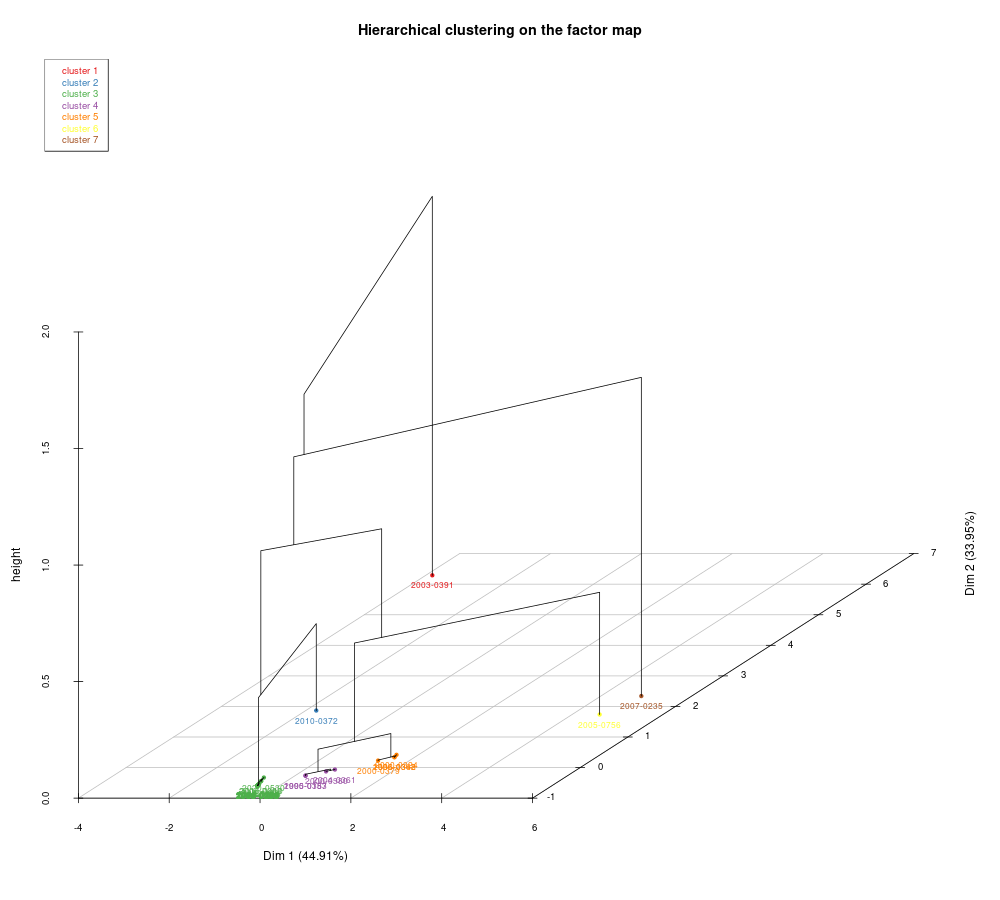 Hierarchical clustering on the factor map
cluster 1
cluster 2
cluster 3
cluster 4
cluster 5
cluster 6
cluster 7
2.0
1.5
1.0
0.5
0.0
height
-4
-2
0
2
4
6
Dim 1 (44.91%)
-1
0
1
2
3
4
5
6
7
Dim 2 (33.95%)
2003-0391
2007-0235
2010-0372
2000-0379